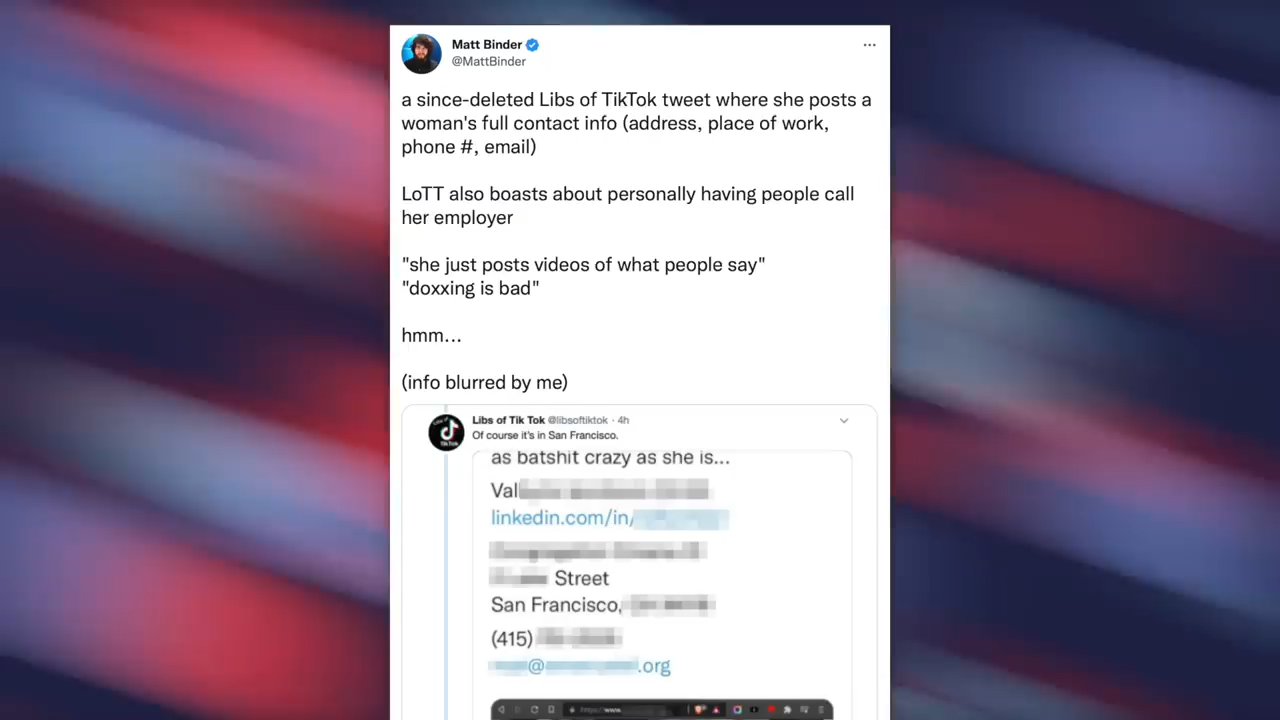 Matt Binder
@MattBinder
a since-deleted Libs of TikTok tweet where she posts a
woman's full contact info (address, place of work,
phone #, email)
LoTT also boasts about personally having people call
her employer
"she just posts videos of what people say"
"doxxing is bad"
hmm...
(info blurred by me)
Libs of Tik Tok @libsoftiktok · 4h
Of course it's in San Francisco.
as batshit crazy as she is...
linkedin.com/in/
Street
San Francisco,
(415)
@
.org